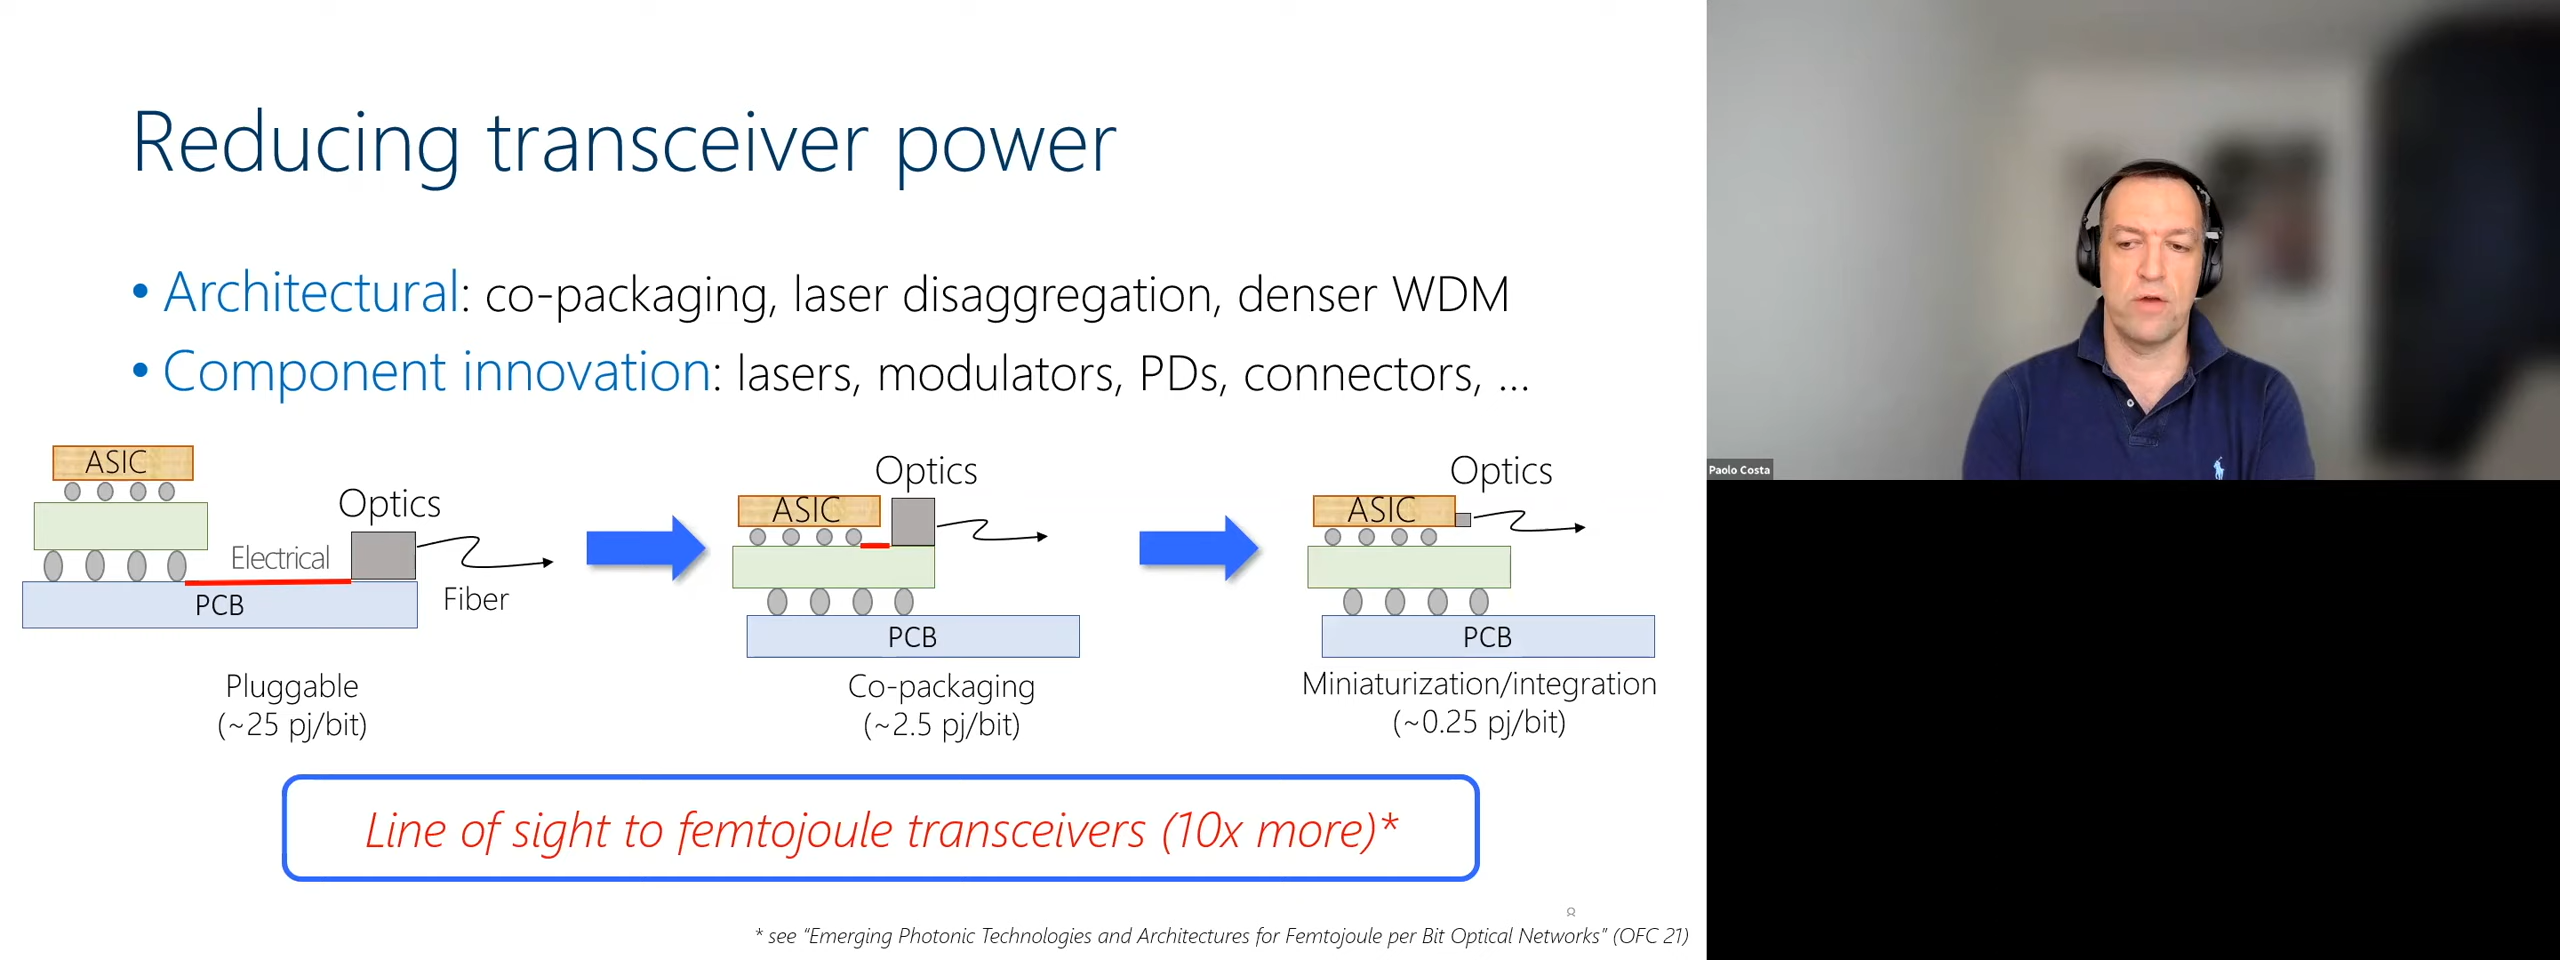 Reducing transceiver power
• Architectural: co-packaging, laser disaggregation, denser WDM
• Component innovation: lasers, modulators, PDs, connectors, ...
ASIC
Optics
Electrical
PCB
Fiber
Pluggable
(~25 pj/bit)
Optics
ASIC
PCB
Co-packaging
(~2.5 pj/bit)
Optics
ASIC
PCB
Miniaturization/integration
(~0.25 pj/bit)
Line of sight to femtojoule transceivers (10x more)*
8
* see “Emerging Photonic Technologies and Architectures for Femtojoule per Bit Optical Networks” (OFC 21)
Paolo Costa